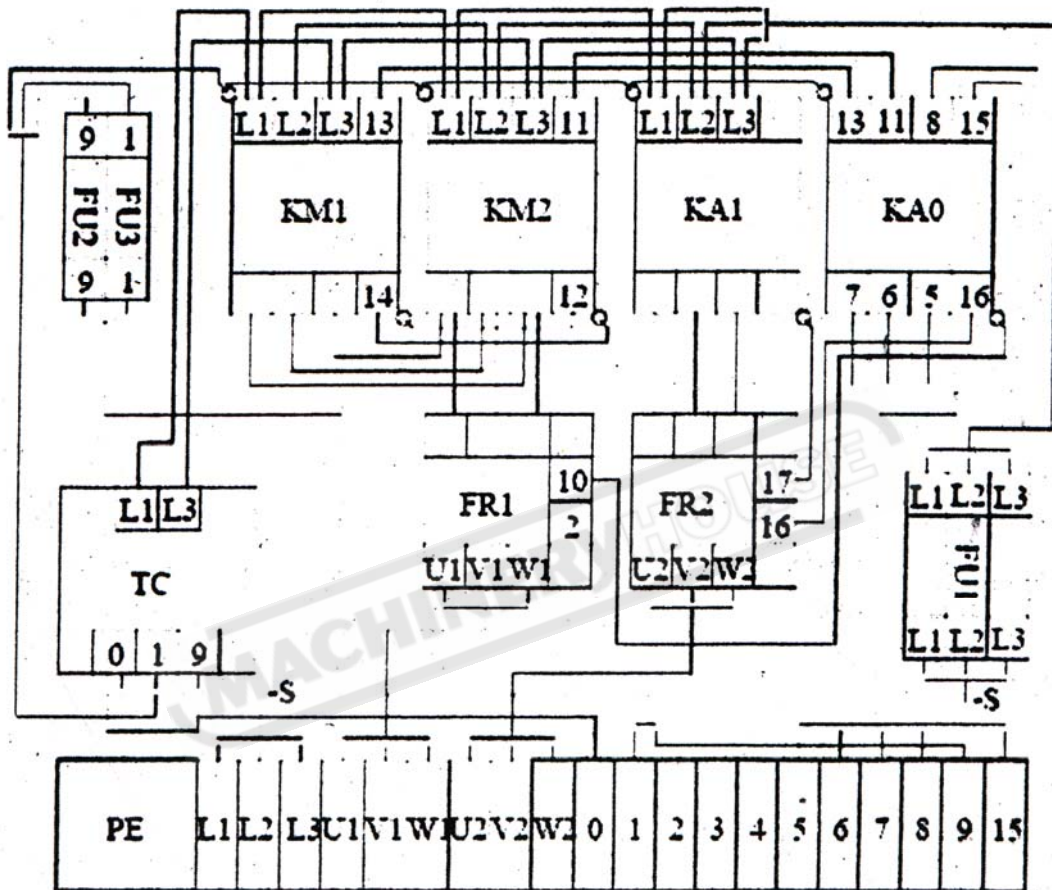 L1 L2 L3 13
L1 L2 L3 11
L1 L2 L3
13 11 8 15
9 1
FU2 FU3
9 1
KM1
KM2
KA1
KA0
14
12
7 6 5 16
L1 L3
TC
0 1 9
-S
10
FR1
2
U1 V1 W1
17
FR2
16
U2 V2 W2
L1 L2 L3
FU1
L1 L2 L3
-S
MACHINERYHOUSE
PE L1 L2 L3 U1 V1 W1 U2 V2 W2 0 1 2 3 4 5 6 7 8 9 15